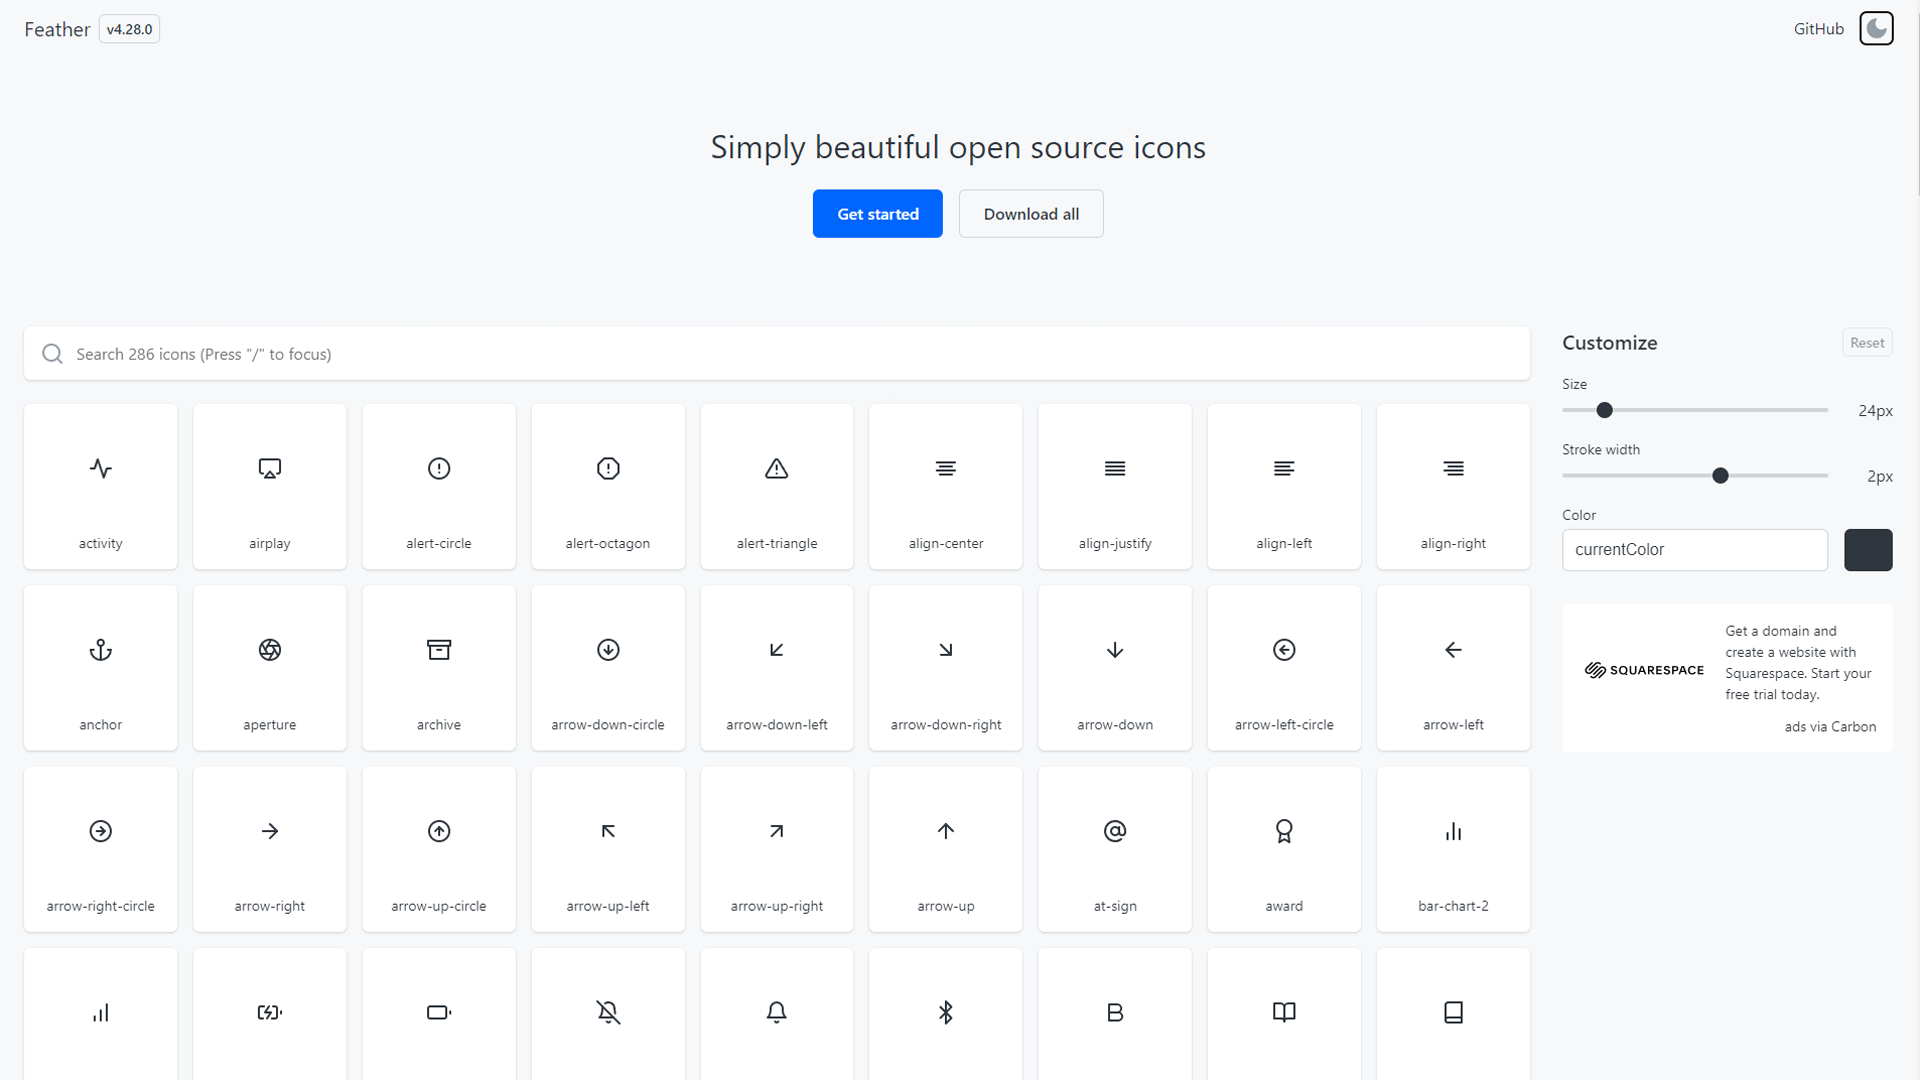 Feather v4.28.0
GitHub
Simply beautiful open source icons
Get started
Download all
Search 286 icons (Press "/" to focus)
Customize
Reset
Size
24px
Stroke width
2px
Color
currentColor
SQUARESPACE
Get a domain and
create a website with
Squarespace. Start your
free trial today.
ads via Carbon
activity
airplay
alert-circle
alert-octagon
alert-triangle
align-center
align-justify
align-left
align-right
anchor
aperture
archive
arrow-down-circle
arrow-down-left
arrow-down-right
arrow-down
arrow-left-circle
arrow-left
arrow-right-circle
arrow-right
arrow-up-circle
arrow-up-left
arrow-up-right
arrow-up
at-sign
award
bar-chart-2